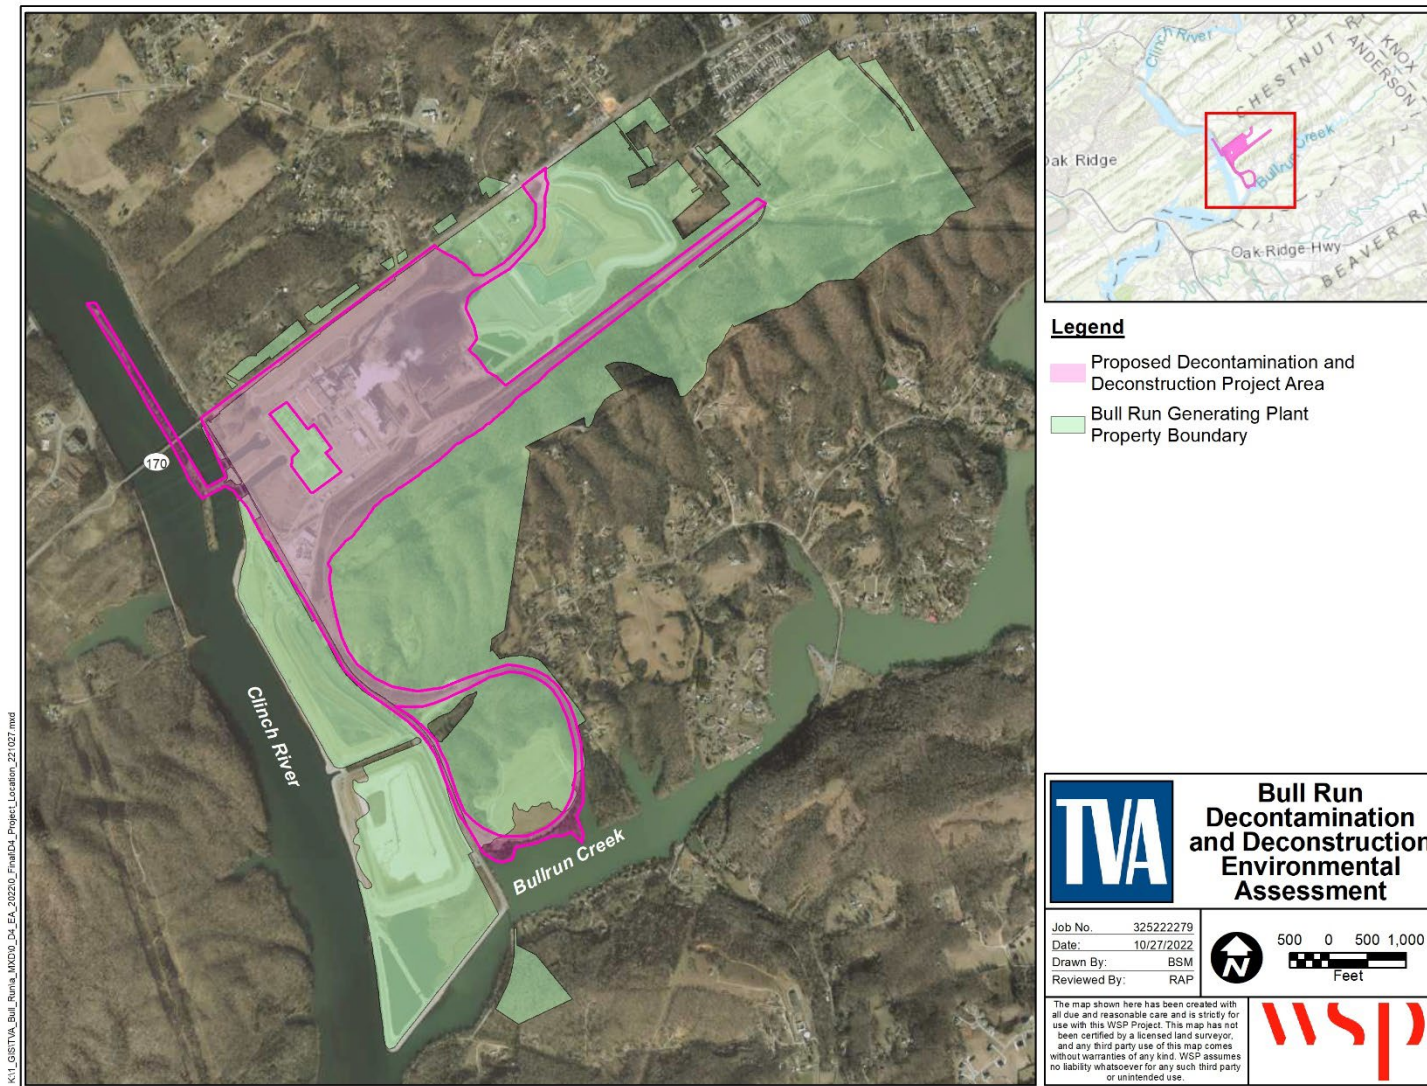 170
Clinch River
Bullrun Creek
Clinch River
CHESTNUT R
KNOX
ANDERSON
Oak Ridge
Bullrun Creek
Oak Ridge Hwy
BEAVER RI
Legend
Proposed Decontamination and
Deconstruction Project Area
Bull Run Generating Plant
Property Boundary
TVA
Bull Run
Decontamination
and Deconstruction
Environmental
Assessment
Job No. 325222279
Date: 10/27/2022
Drawn By: BSM
Reviewed By: RAP
N
500 0 500 1,000
Feet
The map shown here has been created with
all due and reasonable care and is strictly for
use with this WSP Project. This map has not
been certified by a licensed land surveyor,
and any third party use of this map comes
without warranties of any kind. WSP assumes
no liability whatsoever for any such third party
or unintended use.
wsp